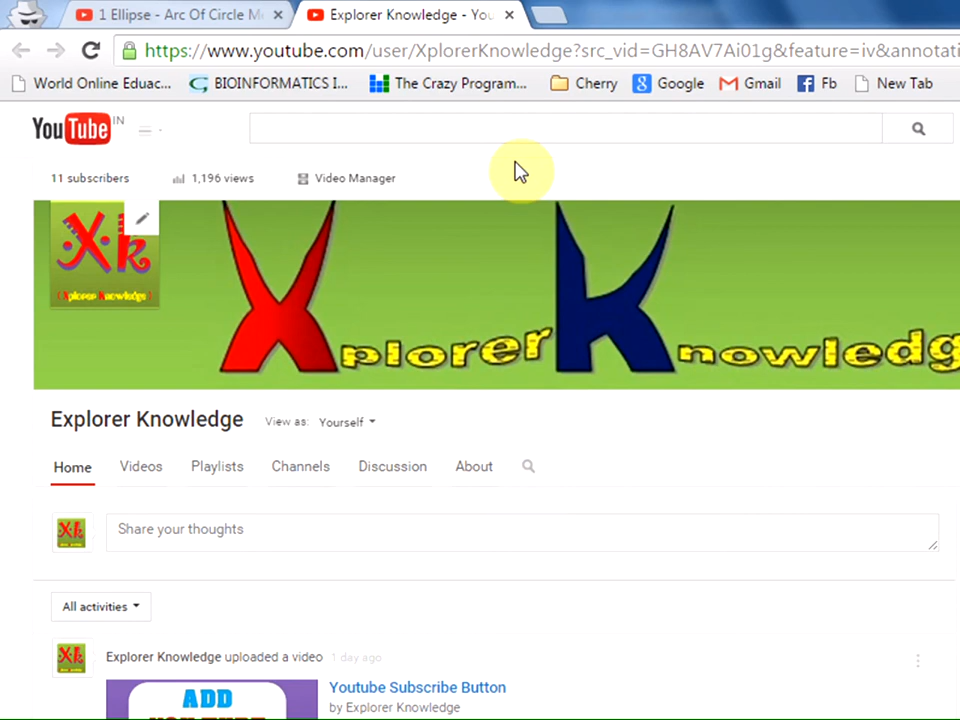 1 Ellipse - Arc Of Circle M
Explorer Knowledge - You
https://www.youtube.com/user/XplorerKnowledge?src_vid=GH8AV7Ai01g&feature=iv&annotati
World Online Eduac... BIOINFORMATICS I... The Crazy Program... Cherry Google Gmail Fb New Tab
YouTube IN
11 subscribers 1,196 views Video Manager
Xk
(Xplorer Knowledge)
Xplorer Knowledg
Explorer Knowledge View as: Yourself
Home Videos Playlists Channels Discussion About
Xk Share your thoughts
All activities
Xk Explorer Knowledge uploaded a video 1 day ago
ADD
Youtube Subscribe Button
by Explorer Knowledge